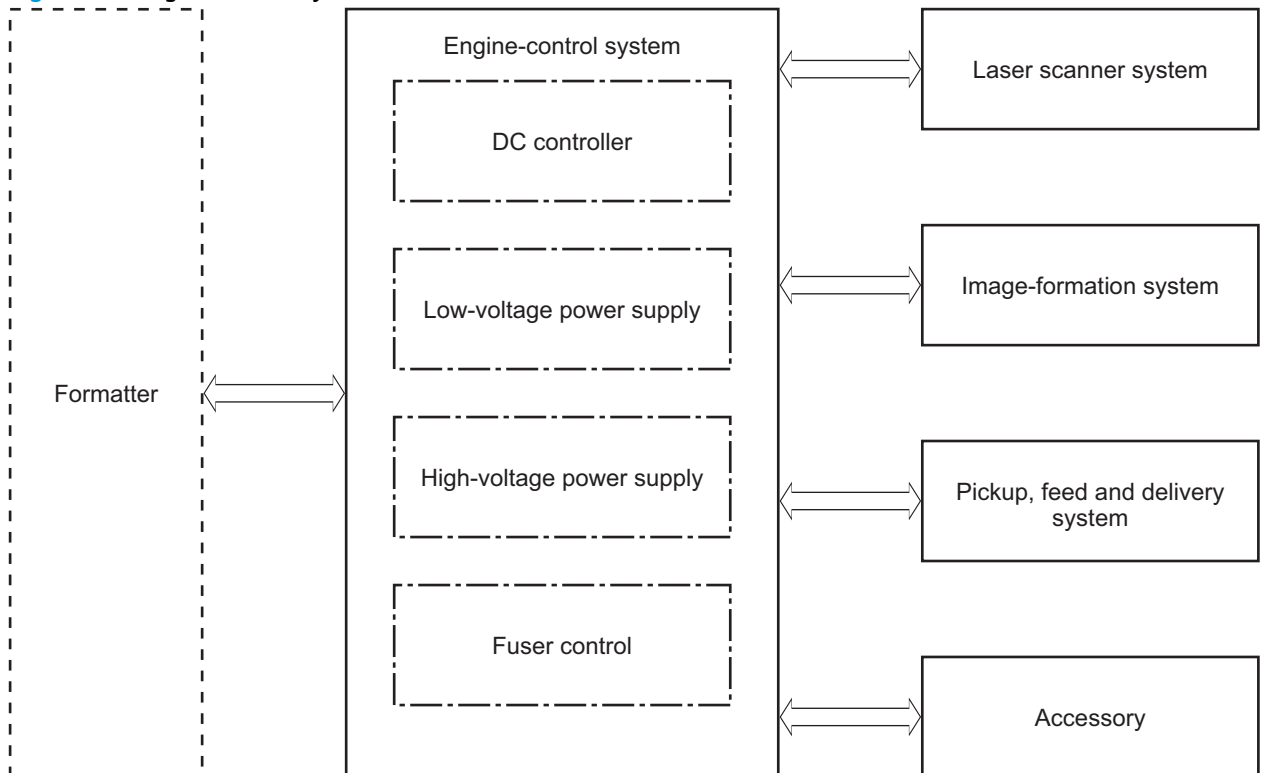 Engine-control system
DC controller
Low-voltage power supply
High-voltage power supply
Fuser control
Formatter
Laser scanner system
Image-formation system
Pickup, feed and delivery
system
Accessory